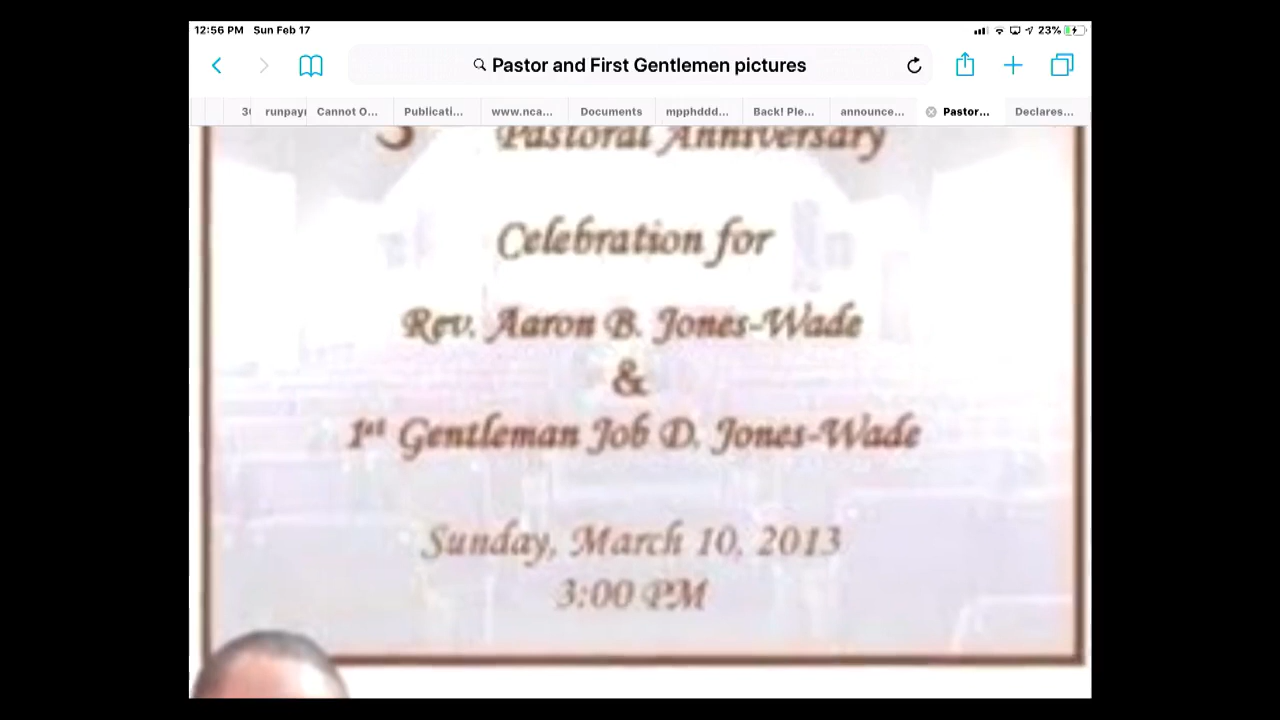 12:56 PM Sun Feb 17
23%
Pastor and First Gentlemen pictures
30 runpay Cannot O... Publicati... www.nca... Documents mpphddd... Back! Ple... announce... Pastor... Declares...
Pastoral Anniversary
Celebration for
Rev. Aaron B. Jones-Wade
&
1st Gentleman Job D. Jones-Wade
Sunday, March 10, 2013
3:00 PM